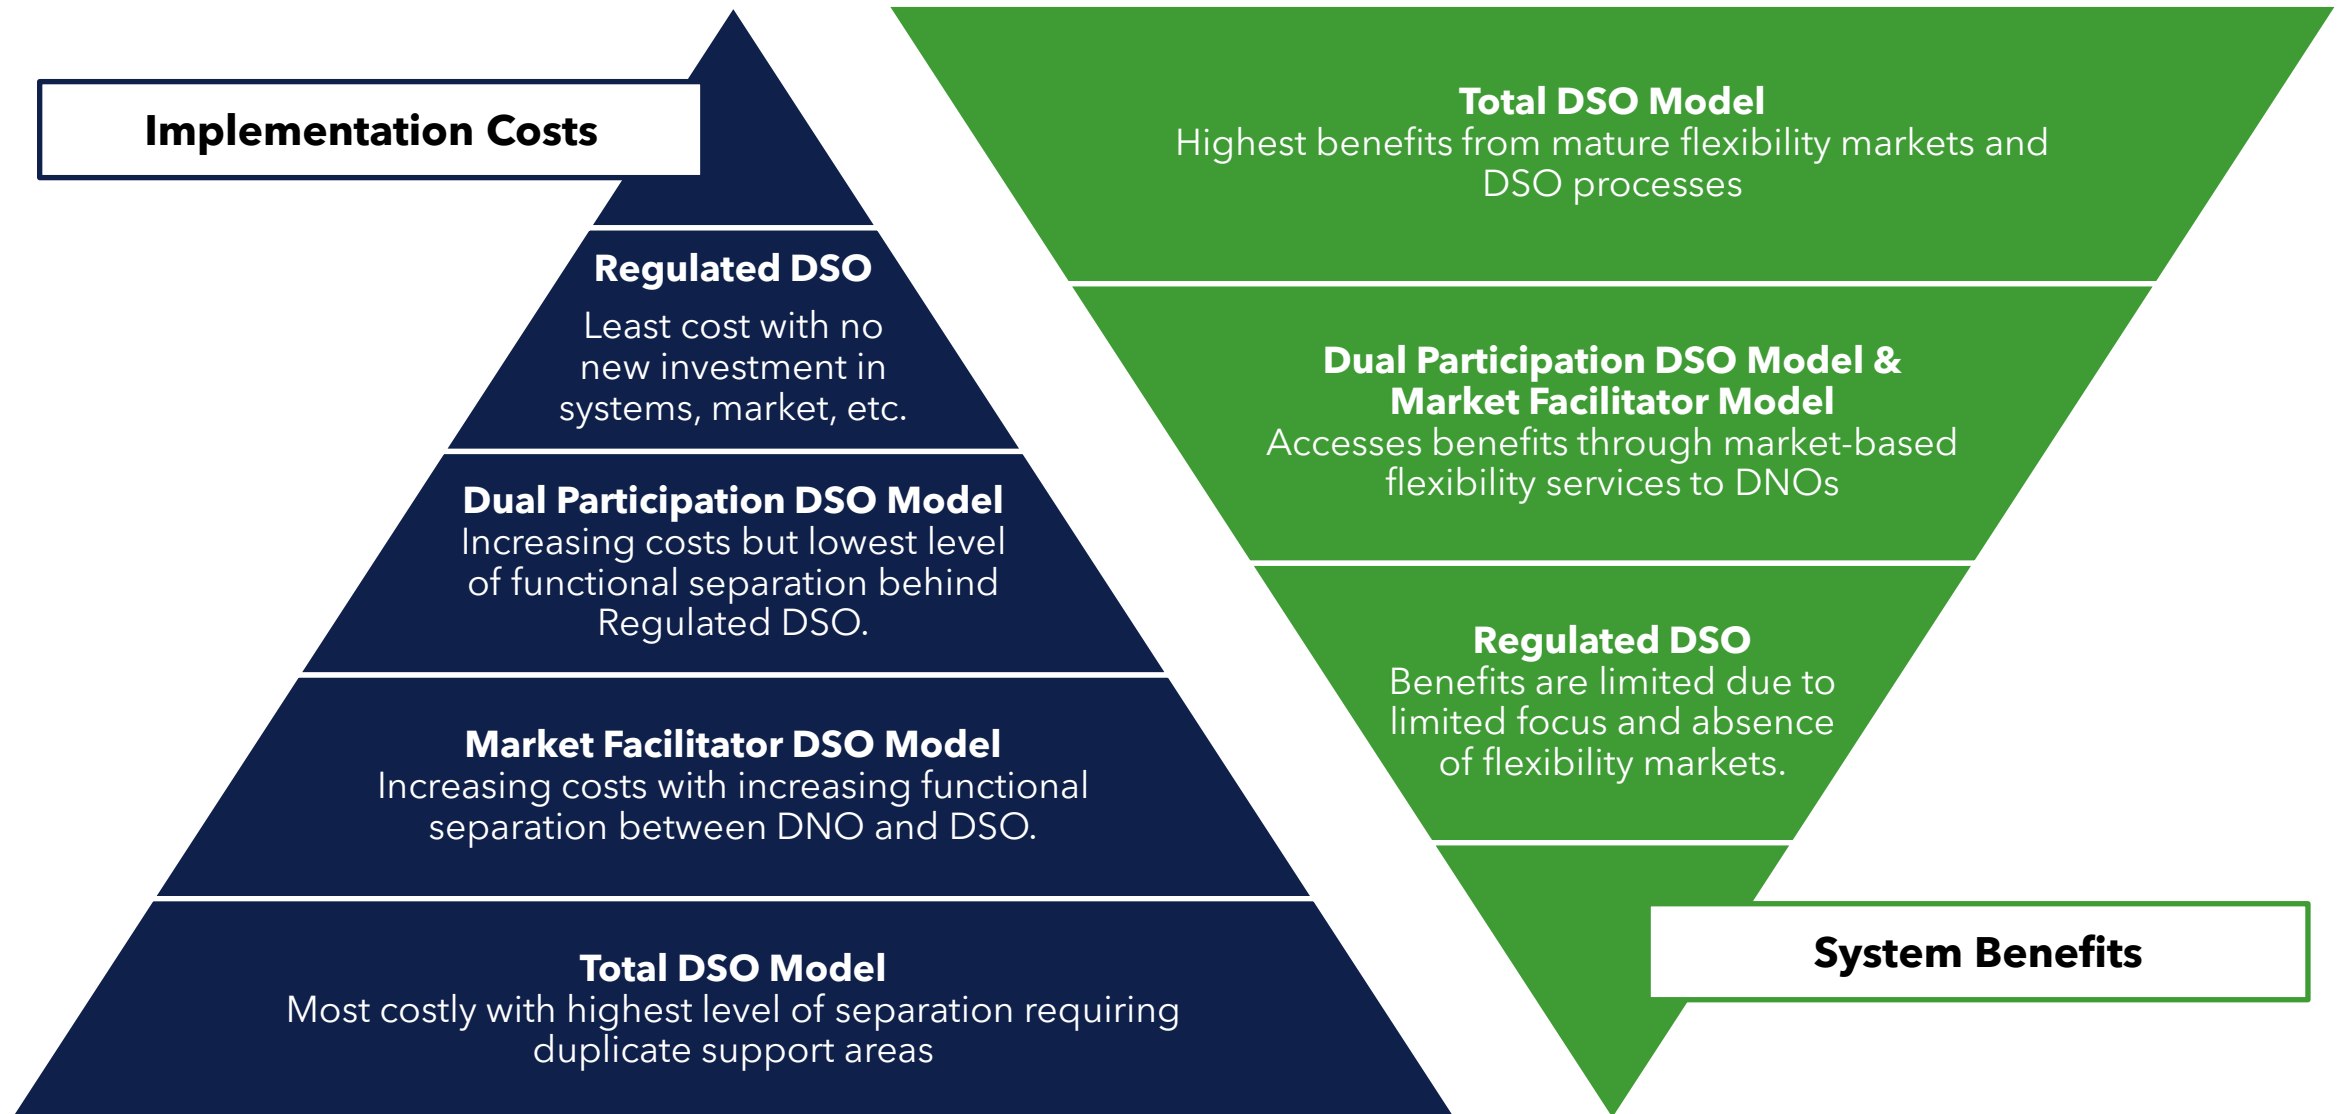 Implementation Costs
Regulated DSO
Least cost with no
new investment in
systems, market, etc.
Dual Participation DSO Model
Increasing costs but lowest level
of functional separation behind
Regulated DSO.
Market Facilitator DSO Model
Increasing costs with increasing functional
separation between DNO and DSO.
Total DSO Model
Most costly with highest level of separation requiring
duplicate support areas
Total DSO Model
Highest benefits from mature flexibility markets and
DSO processes
Dual Participation DSO Model &
Market Facilitator Model
Accesses benefits through market-based
flexibility services to DNOs
Regulated DSO
Benefits are limited due to
limited focus and absence
of flexibility markets.
System Benefits